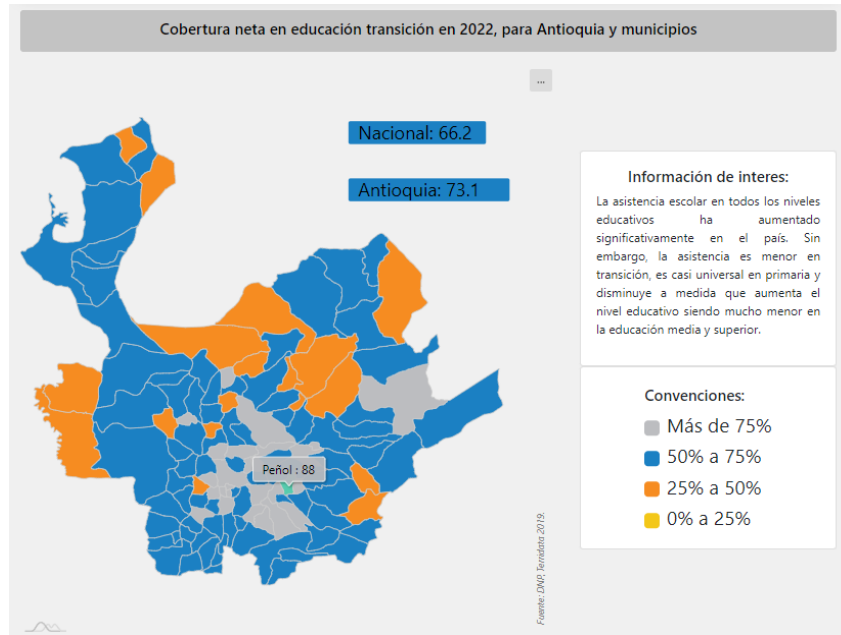 Cobertura neta en educación transición en 2022, para Antioquia y municipios
...
Nacional: 66.2
Antioquia: 73.1
Peñol : 88
Información de interes:
La asistencia escolar en todos los niveles
educativos ha aumentado
significativamente en el país. Sin
embargo, la asistencia es menor en
transición, es casi universal en primaria y
disminuye a medida que aumenta el
nivel educativo siendo mucho menor en
la educación media y superior.
Convenciones:
Más de 75%
50% a 75%
25% a 50%
0% a 25%
Fuente: DNP, Terridata 2019.